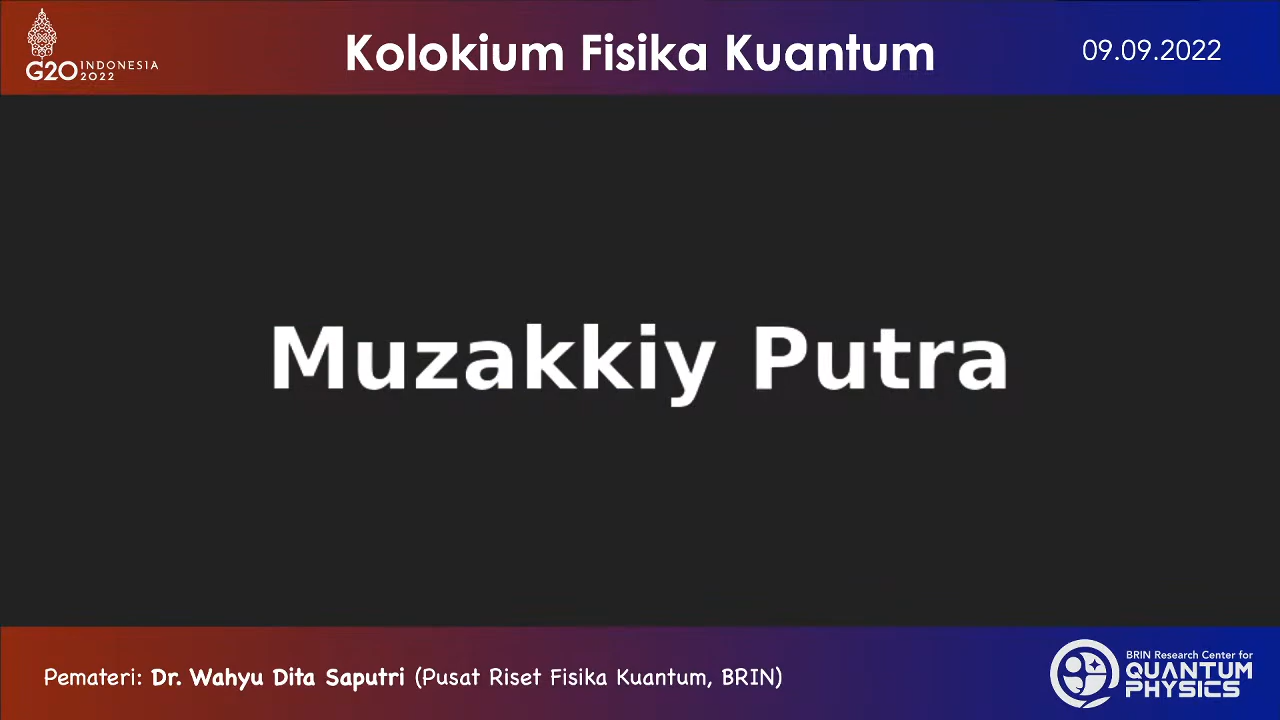 G20 INDONESIA
2022
Kolokium Fisika Kuantum
09.09.2022
Muzakkiy Putra
Pemateri: Dr. Wahyu Dita Saputri (Pusat Riset Fisika Kuantum, BRIN)
BRIN Research Center for
QUANTUM
PHYSICS